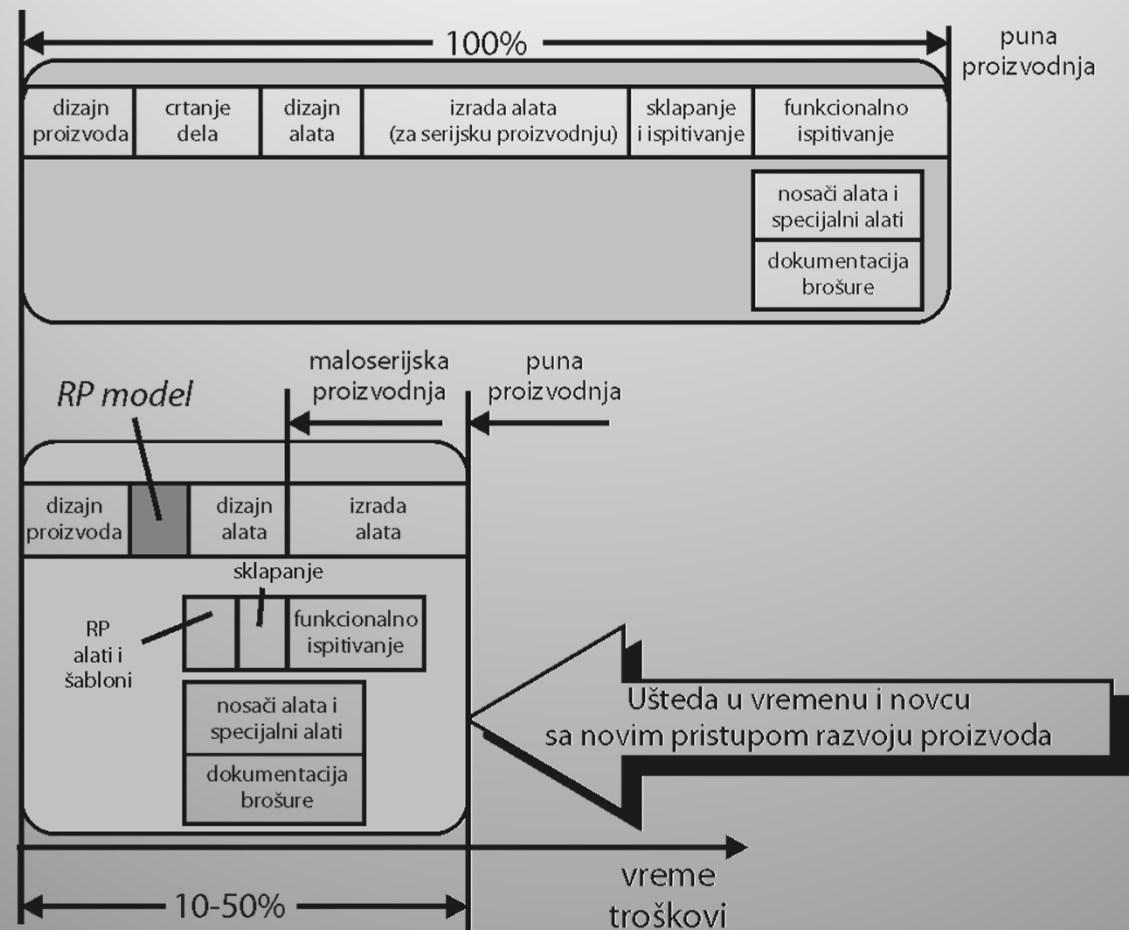 100%
puna
proizvodnja
dizajn
proizvoda
crtanje
dela
dizajn
alata
izrada alata
(za serijsku proizvodnju)
sklapanje
i ispitivanje
funkcionalno
ispitivanje
nosači alata i
specijalni alati
dokumentacija
brošure
maloserijska
proizvodnja
puna
proizvodnja
RP model
dizajn
proizvoda
dizajn
alata
izrada
alata
sklapanje
RP
alati i
šabloni
funkcionalno
ispitivanje
nosači alata i
specijalni alati
dokumentacija
brošure
Ušteda u vremenu i novcu
sa novim pristupom razvoju proizvoda
vreme
troškovi
10-50%